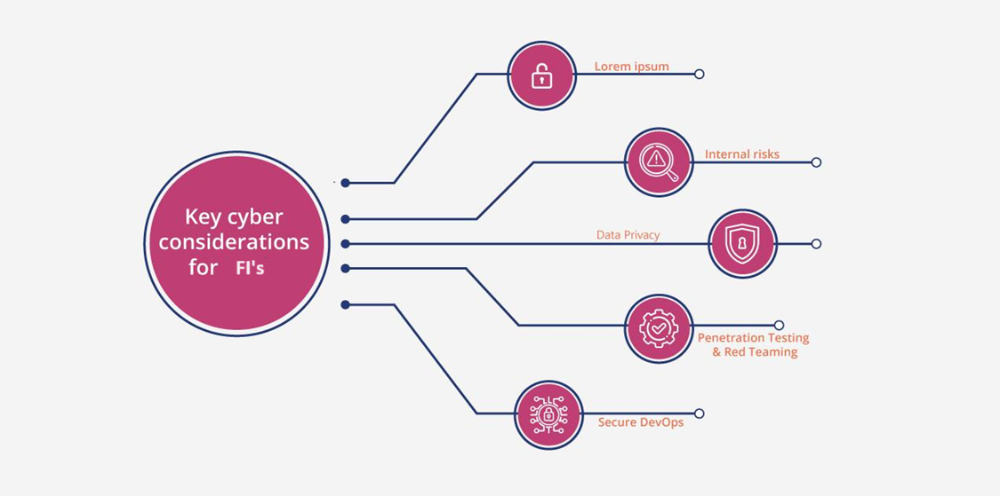 Key cyber
considerations
for FI's
Lorem ipsum
Internal risks
Data Privacy
Penetration Testing
& Red Teaming
Secure DevOps